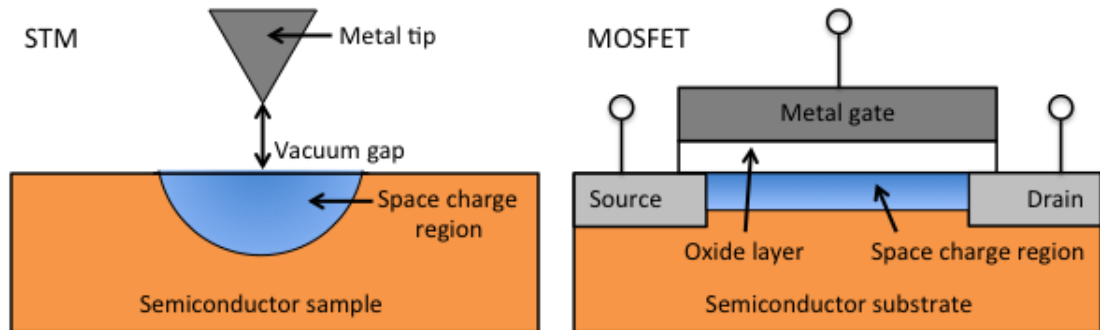 STM
Metal tip
Vacuum gap
Space charge
region
Semiconductor sample
MOSFET
Metal gate
Source
Drain
Oxide layer
Space charge region
Semiconductor substrate